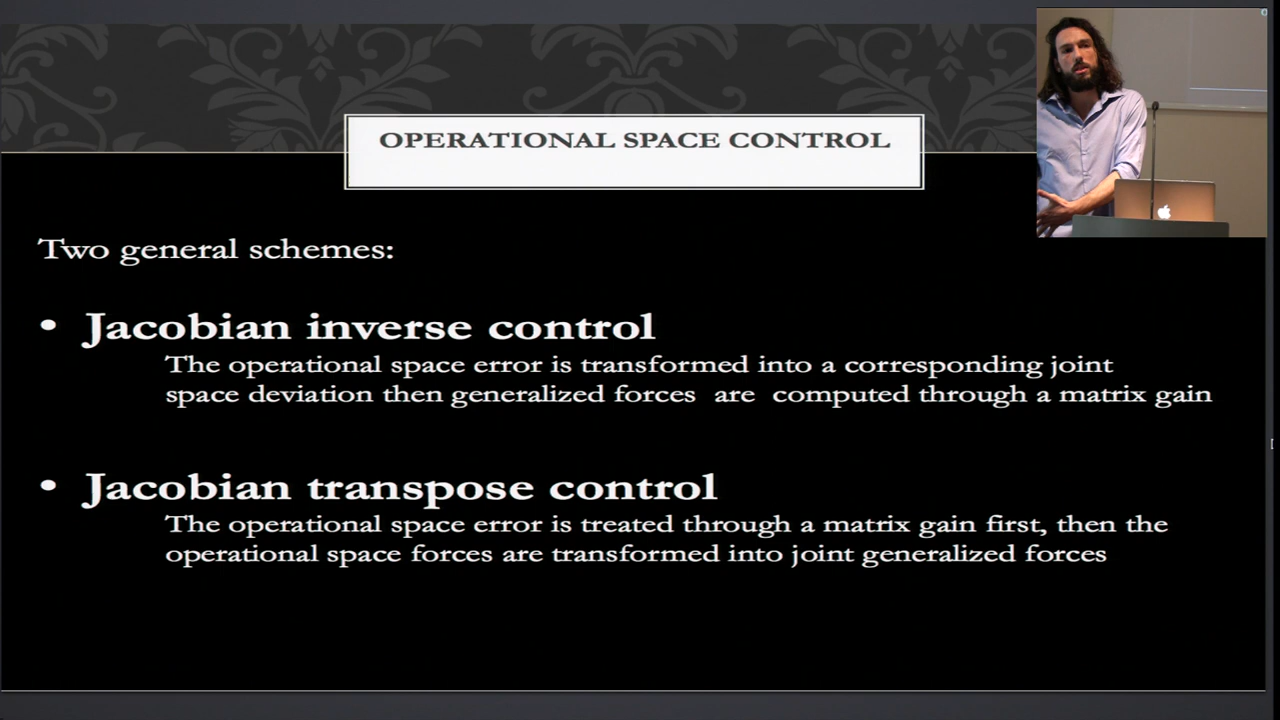 OPERATIONAL SPACE CONTROL
Two general schemes:
• Jacobian inverse control
The operational space error is transformed into a corresponding joint
space deviation then generalized forces are computed through a matrix gain
• Jacobian transpose control
The operational space error is treated through a matrix gain first, then the
operational space forces are transformed into joint generalized forces